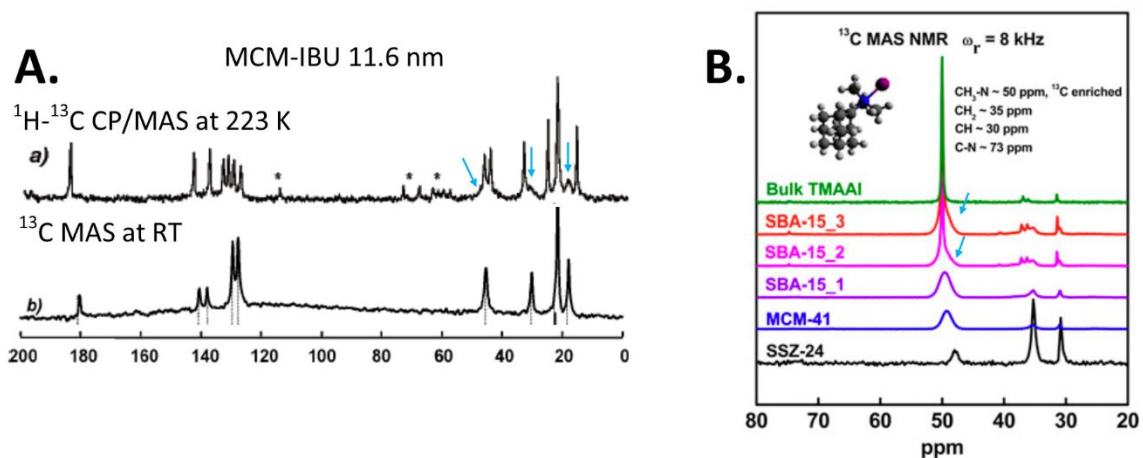 A.
MCM-IBU 11.6 nm
¹H-¹³C CP/MAS at 223 K
a)
*
*
*
¹³C MAS at RT
b)
200 180 160 140 120 100 80 60 40 20 0
B.
¹³C MAS NMR ωr = 8 kHz
CH₃-N ~ 50 ppm, ¹³C enriched
CH₂ ~ 35 ppm
CH ~ 30 ppm
C-N ~ 73 ppm
Bulk TMAAI
SBA-15_3
SBA-15_2
SBA-15_1
MCM-41
SSZ-24
80 70 60 50 40 30 20
ppm